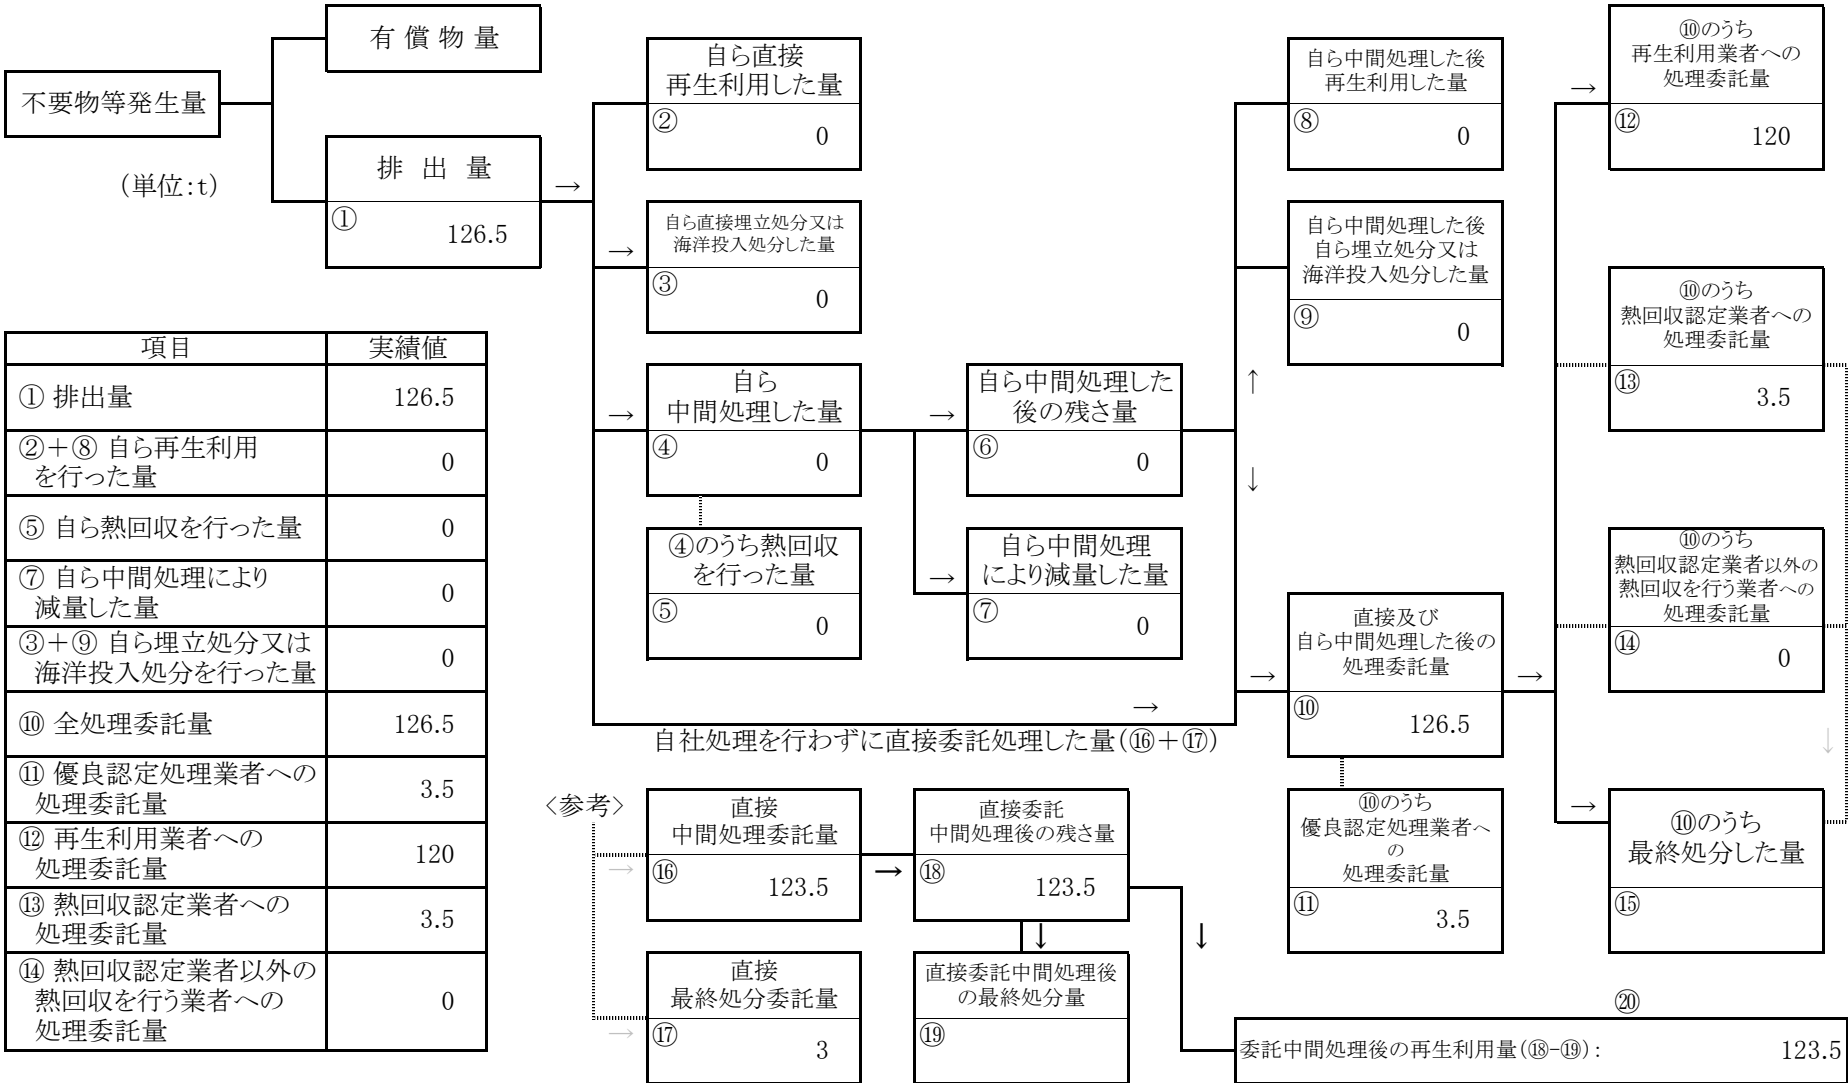 不要物等発生量
有 償 物 量
(単位:t)
排 出 量
①
126.5
→
自ら直接
再生利用した量
②
0
→
自ら直接埋立処分又は
海洋投入処分した量
③
0
→
自ら
中間処理した量
④
0
④のうち熱回収
を行った量
⑤
0
→
自ら中間処理した
後の残さ量
⑥
0
→
自ら中間処理
により減量した量
⑦
0
↑
↓
自ら中間処理した後
再生利用した量
⑧
0
自ら中間処理した後
自ら埋立処分又は
海洋投入処分した量
⑨
0
→
自社処理を行わずに直接委託処理した量(⑯+⑰)
→
直接及び
自ら中間処理した後の
処理委託量
⑩
126.5
→
⑩のうち
優良認定処理業者へ
の
処理委託量
⑪
3.5
→
⑩のうち
再生利用業者への
処理委託量
⑫
120
⑩のうち
熱回収認定業者への
処理委託量
⑬
3.5
⑩のうち
熱回収認定業者以外の
熱回収を行う業者への
処理委託量
⑭
0
↓
→
⑩のうち
最終処分した量
⑮
項目 実績値
① 排出量 126.5
②+⑧ 自ら再生利用
を行った量 0
⑤ 自ら熱回収を行った量 0
⑦ 自ら中間処理により
減量した量 0
③+⑨ 自ら埋立処分又は
海洋投入処分を行った量 0
⑩ 全処理委託量 126.5
⑪ 優良認定処理業者への
処理委託量 3.5
⑫ 再生利用業者への
処理委託量 120
⑬ 熱回収認定業者への
処理委託量 3.5
⑭ 熱回収認定業者以外の
熱回収を行う業者への
処理委託量 0
〈参考〉
→
直接
中間処理委託量
⑯
123.5
→
直接委託
中間処理後の残さ量
⑱
123.5
↓
↓
→
直接
最終処分委託量
⑰
3
直接委託中間処理後
の最終処分量
⑲
⑳
委託中間処理後の再生利用量(⑱-⑲): 123.5